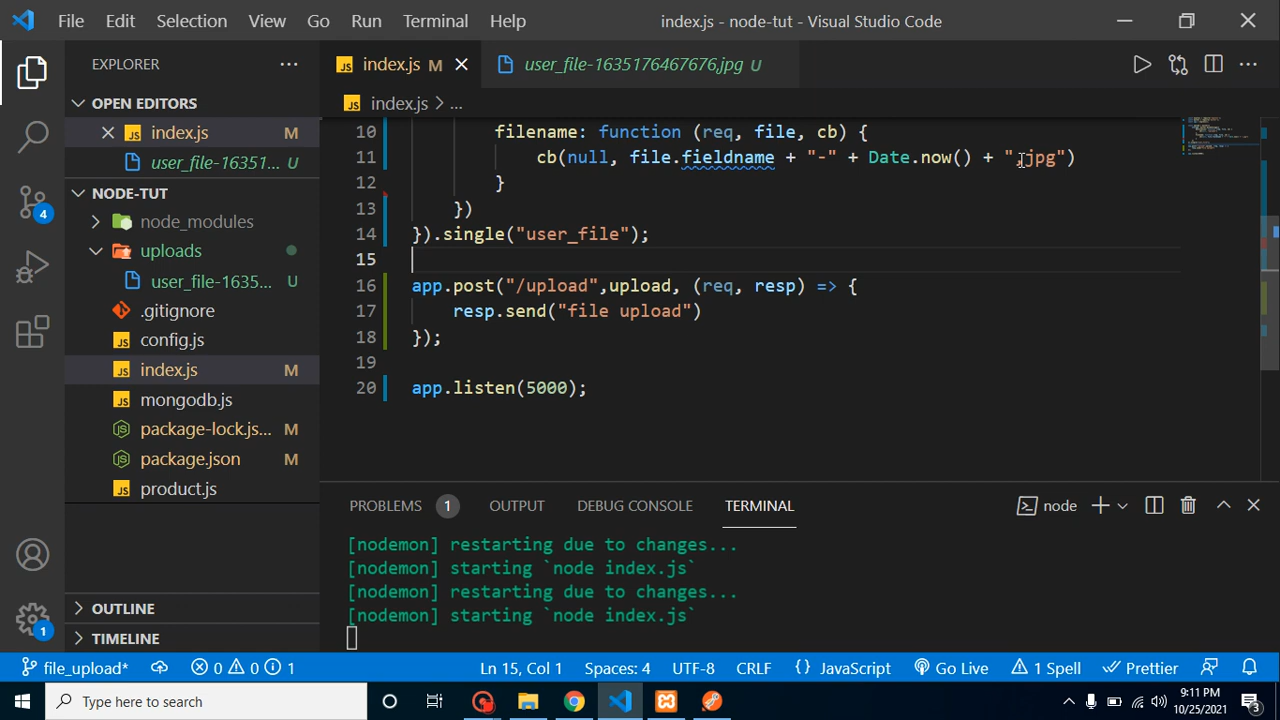 File Edit Selection View Go Run Terminal Help index.js - node-tut - Visual Studio Code
EXPLORER
OPEN EDITORS
index.js M
user_file-16351... U
NODE-TUT
node_modules
uploads
user_file-1635... U
.gitignore
config.js
index.js M
mongodb.js
package-lock.js... M
package.json M
product.js
OUTLINE
TIMELINE
4
1
index.js M
user_file-1635176467676.jpg U
index.js > ...
10 filename: function (req, file, cb) {
11 cb(null, file.fieldname + "-" + Date.now() + ".jpg")
12 }
13 })
14 }).single("user_file");
15
16 app.post("/upload",upload, (req, resp) => {
17 resp.send("file upload")
18 });
19
20 app.listen(5000);
PROBLEMS 1 OUTPUT DEBUG CONSOLE TERMINAL node
[nodemon] restarting due to changes...
[nodemon] starting `node index.js`
[nodemon] restarting due to changes...
[nodemon] starting `node index.js`
file_upload* 0 0 1 Ln 15, Col 1 Spaces: 4 UTF-8 CRLF {} JavaScript Go Live 1 Spell Prettier
Type here to search
9:11 PM
10/25/2021
3